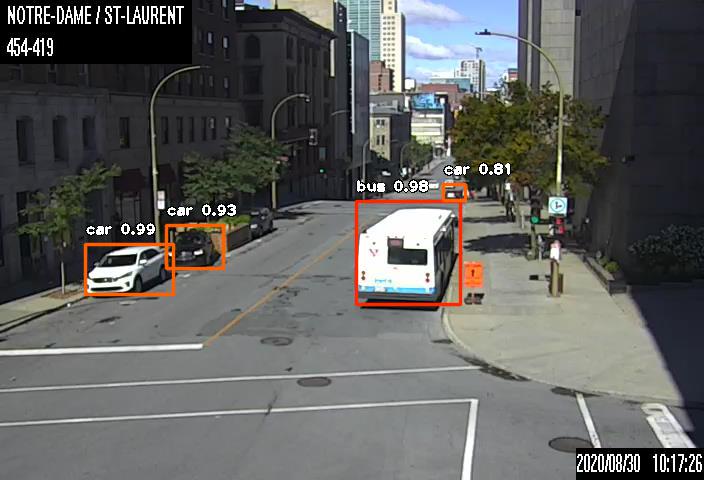 NOTRE-DAME / ST-LAURENT
454-419
car 0.81
bus 0.98
car 0.93
car 0.99
2020/08/30 10:17:26